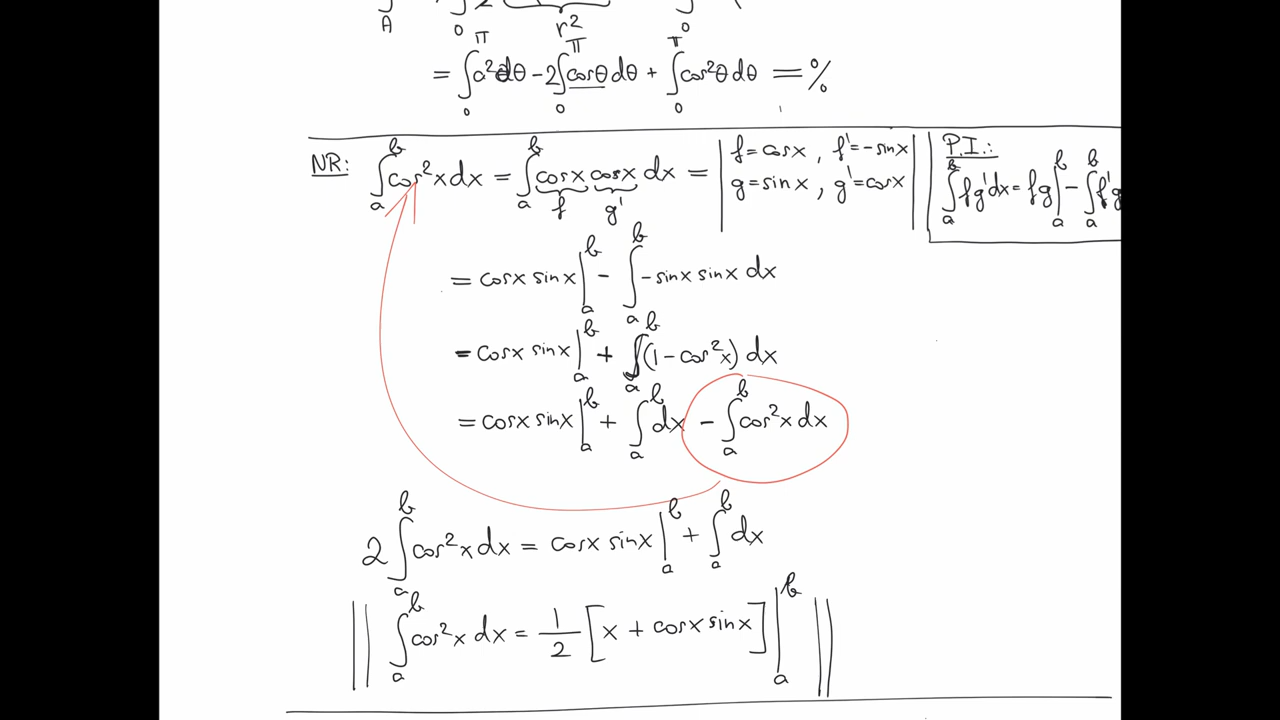 A 0 r² 0
= ∫₀^π a²dθ - 2∫₀^π cosθ dθ + ∫₀^π cos²θ dθ = %
NR: ∫ₐᵇ cos²x dx = ∫ₐᵇ cosx cosx dx = | f = cosx , f' = -sinx
f g' g = sinx , g' = cosx |
P.I.:
∫ₐᵇ fg'dx = fg|ₐᵇ - ∫ₐᵇ f'g
= cosx sinx|ₐᵇ - ∫ₐᵇ -sinx sinx dx
= cosx sinx|ₐᵇ + ∫ₐᵇ (1 - cos²x) dx
= cosx sinx|ₐᵇ + ∫ₐᵇ dx - ∫ₐᵇ cos²x dx
2 ∫ₐᵇ cos²x dx = cosx sinx|ₐᵇ + ∫ₐᵇ dx
|| ∫ₐᵇ cos²x dx = 1/2 [x + cosx sinx]|ₐᵇ ||